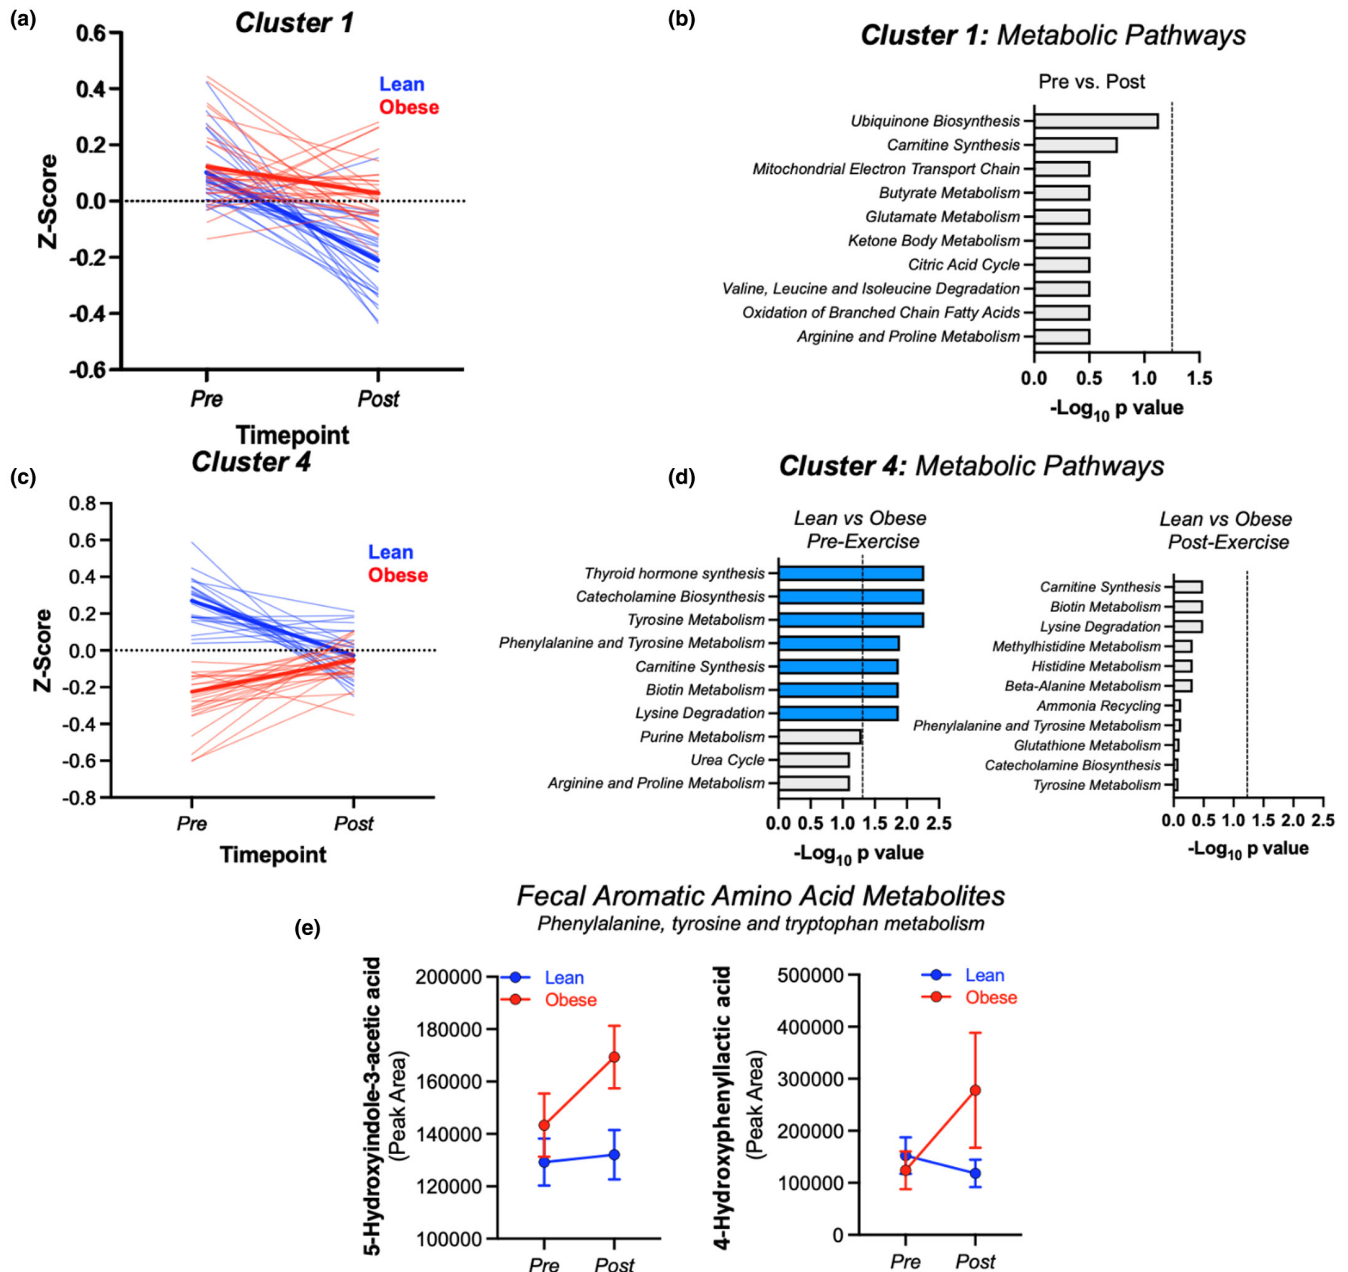 (a)
Cluster 1
0.6
0.4
0.2
0.0
-0.2
-0.4
-0.6
Z-Score
Lean
Obese
Pre
Post
Timepoint
(b)
Cluster 1: Metabolic Pathways
Pre vs. Post
Ubiquinone Biosynthesis
Carnitine Synthesis
Mitochondrial Electron Transport Chain
Butyrate Metabolism
Glutamate Metabolism
Ketone Body Metabolism
Citric Acid Cycle
Valine, Leucine and Isoleucine Degradation
Oxidation of Branched Chain Fatty Acids
Arginine and Proline Metabolism
0.0 0.5 1.0 1.5
-Log10 p value
(c)
Cluster 4
0.8
0.6
0.4
0.2
0.0
-0.2
-0.4
-0.6
-0.8
Z-Score
Lean
Obese
Pre
Post
Timepoint
(d)
Cluster 4: Metabolic Pathways
Lean vs Obese
Pre-Exercise
Thyroid hormone synthesis
Catecholamine Biosynthesis
Tyrosine Metabolism
Phenylalanine and Tyrosine Metabolism
Carnitine Synthesis
Biotin Metabolism
Lysine Degradation
Purine Metabolism
Urea Cycle
Arginine and Proline Metabolism
0.0 0.5 1.0 1.5 2.0 2.5
-Log10 p value
Lean vs Obese
Post-Exercise
Carnitine Synthesis
Biotin Metabolism
Lysine Degradation
Methylhistidine Metabolism
Histidine Metabolism
Beta-Alanine Metabolism
Ammonia Recycling
Phenylalanine and Tyrosine Metabolism
Glutathione Metabolism
Catecholamine Biosynthesis
Tyrosine Metabolism
0.0 0.5 1.0 1.5 2.0 2.5
-Log10 p value
(e)
Fecal Aromatic Amino Acid Metabolites
Phenylalanine, tyrosine and tryptophan metabolism
5-Hydroxyindole-3-acetic acid
(Peak Area)
200000
180000
160000
140000
120000
100000
Lean
Obese
Pre
Post
4-Hydroxyphenyllactic acid
(Peak Area)
500000
400000
300000
200000
100000
0
Lean
Obese
Pre
Post